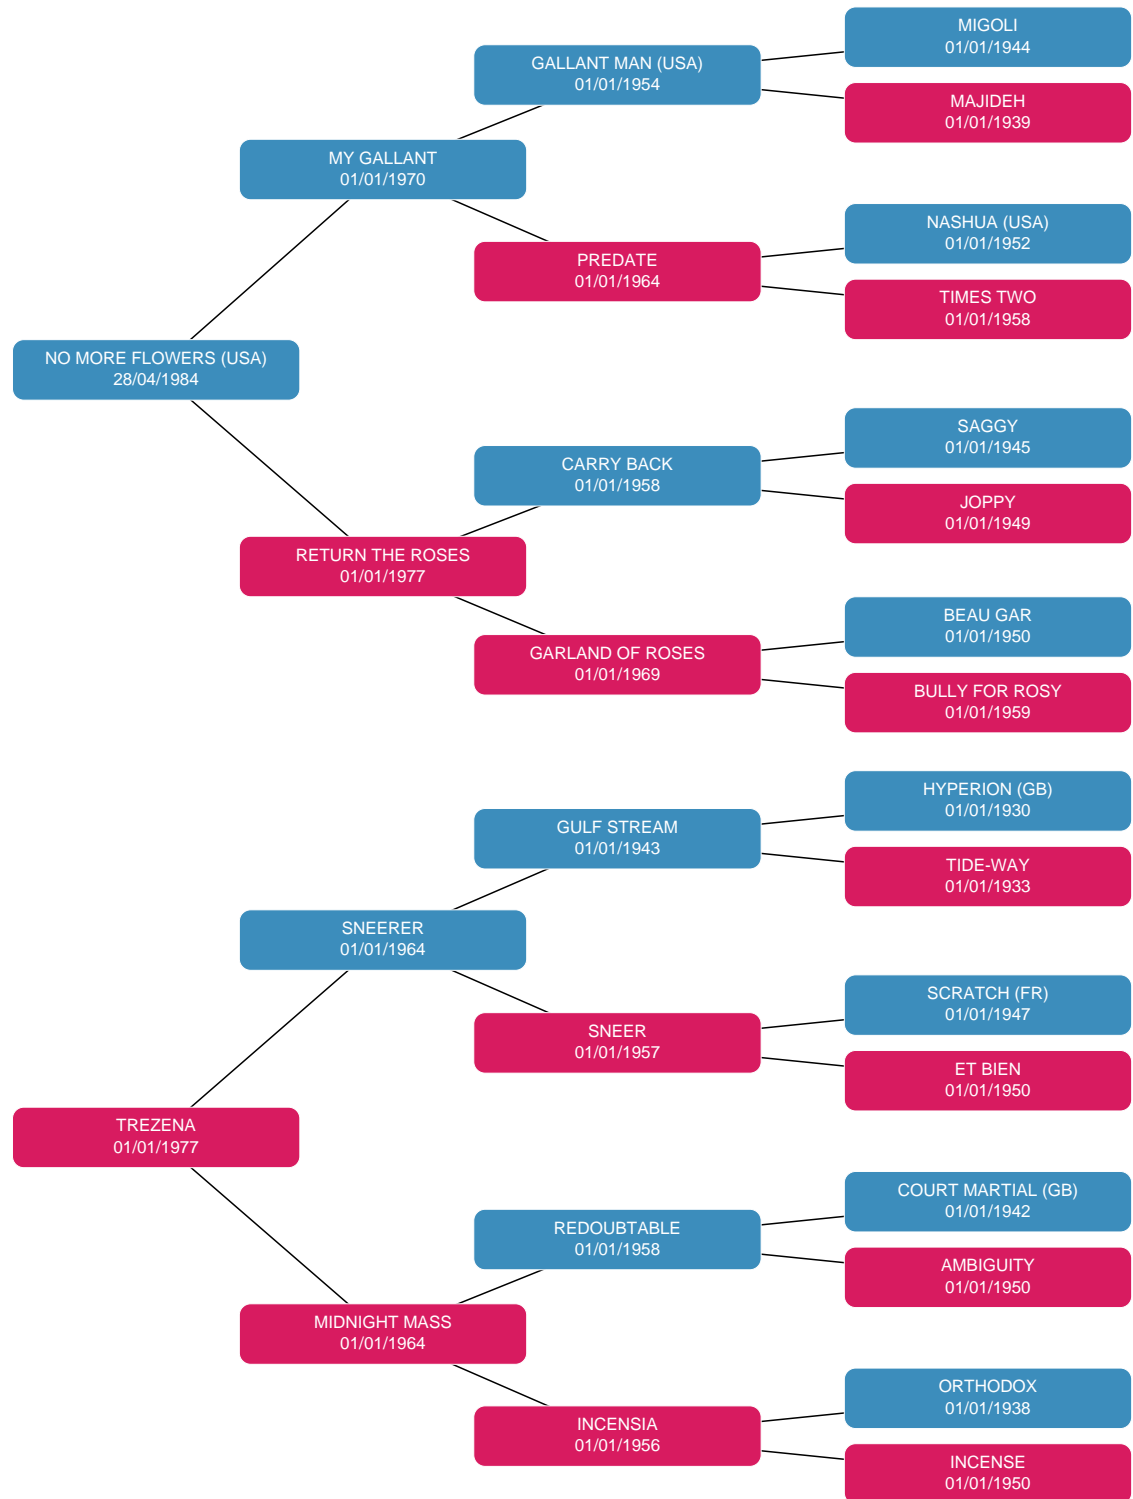 MIGOLI
01/01/1944
GALLANT MAN (USA)
01/01/1954
MAJIDEH
01/01/1939
MY GALLANT
01/01/1970
NASHUA (USA)
01/01/1952
PREDATE
01/01/1964
TIMES TWO
01/01/1958
NO MORE FLOWERS (USA)
28/04/1984
SAGGY
01/01/1945
CARRY BACK
01/01/1958
JOPPY
01/01/1949
RETURN THE ROSES
01/01/1977
BEAU GAR
01/01/1950
GARLAND OF ROSES
01/01/1969
BULLY FOR ROSY
01/01/1959
HYPERION (GB)
01/01/1930
GULF STREAM
01/01/1943
TIDE-WAY
01/01/1933
SNEERER
01/01/1964
SCRATCH (FR)
01/01/1947
SNEER
01/01/1957
ET BIEN
01/01/1950
TREZENA
01/01/1977
COURT MARTIAL (GB)
01/01/1942
REDOUBTABLE
01/01/1958
AMBIGUITY
01/01/1950
MIDNIGHT MASS
01/01/1964
ORTHODOX
01/01/1938
INCENSIA
01/01/1956
INCENSE
01/01/1950